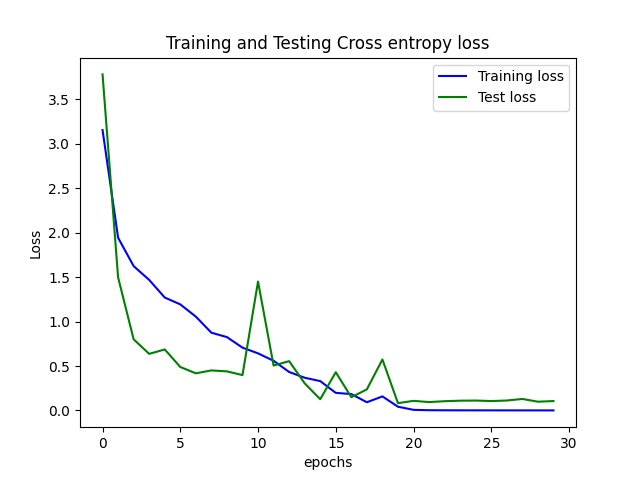 Training and Testing Cross entropy loss
Training loss
Test loss
3.5
3.0
2.5
2.0
1.5
1.0
0.5
0.0
Loss
0 5 10 15 20 25 30
epochs